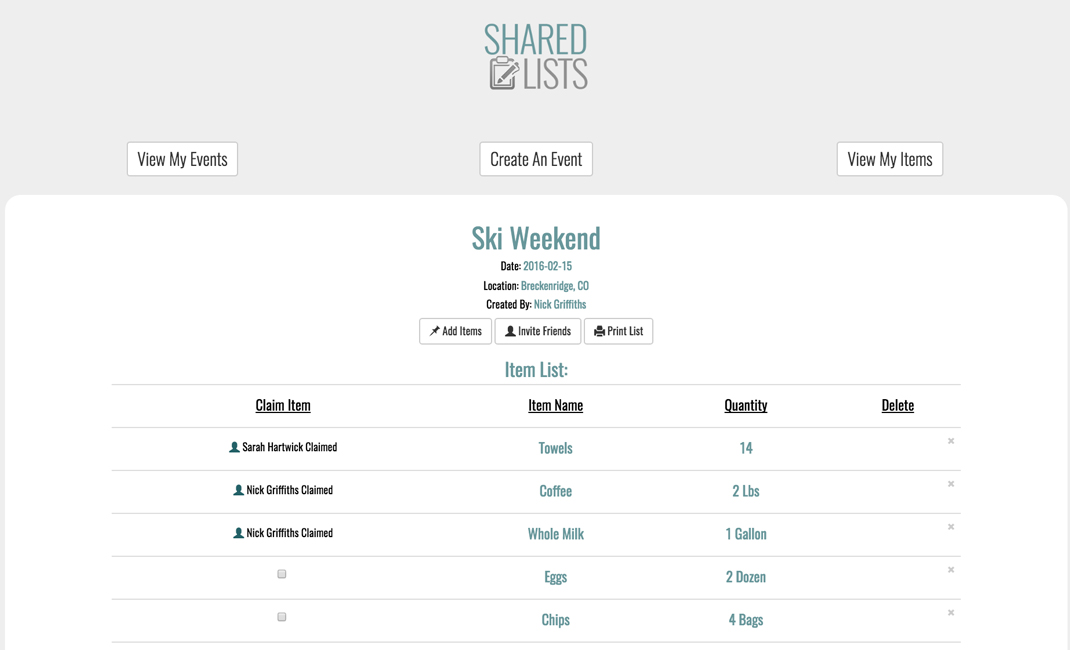 SHARED
LISTS
View My Events
Create An Event
View My Items
Ski Weekend
Date: 2016-02-15
Location: Breckenridge, CO
Created By: Nick Griffiths
Add Items Invite Friends Print List
Item List:
Claim Item Item Name Quantity Delete
Sarah Hartwick Claimed Towels 14
Nick Griffiths Claimed Coffee 2 Lbs
Nick Griffiths Claimed Whole Milk 1 Gallon
Eggs 2 Dozen
Chips 4 Bags